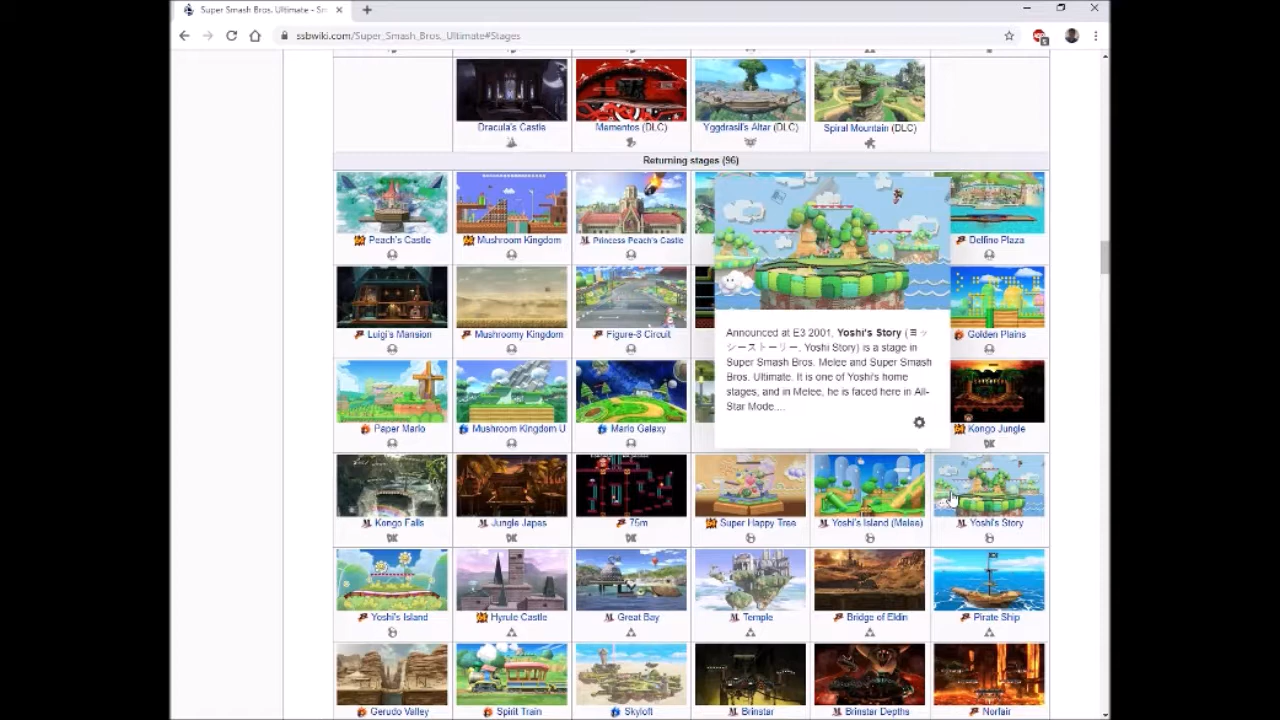 Super Smash Bros. Ultimate - Sm
ssbwiki.com/Super_Smash_Bros._Ultimate#Stages
Dracula's Castle
Mementos (DLC)
Yggdrasil's Altar (DLC)
Spiral Mountain (DLC)
Returning stages (96)
Peach's Castle
Mushroom Kingdom
Princess Peach's Castle
Delfino Plaza
Luigi's Mansion
Mushroomy Kingdom
Figure-8 Circuit
Golden Plains
Announced at E3 2001, Yoshi's Story (ヨッ
シーストーリー, Yoshi Story) is a stage in
Super Smash Bros. Melee and Super Smash
Bros. Ultimate. It is one of Yoshi's home
stages, and in Melee, he is faced here in All-
Star Mode....
Paper Mario
Mushroom Kingdom U
Mario Galaxy
Kongo Jungle
DK
Kongo Falls
Jungle Japes
75m
Super Happy Tree
Yoshi's Island (Melee)
Yoshi's Story
DK
DK
DK
Yoshi's Island
Hyrule Castle
Great Bay
Temple
Bridge of Eldin
Pirate Ship
Gerudo Valley
Spirit Train
Skyloft
Brinstar
Brinstar Depths
Norfair